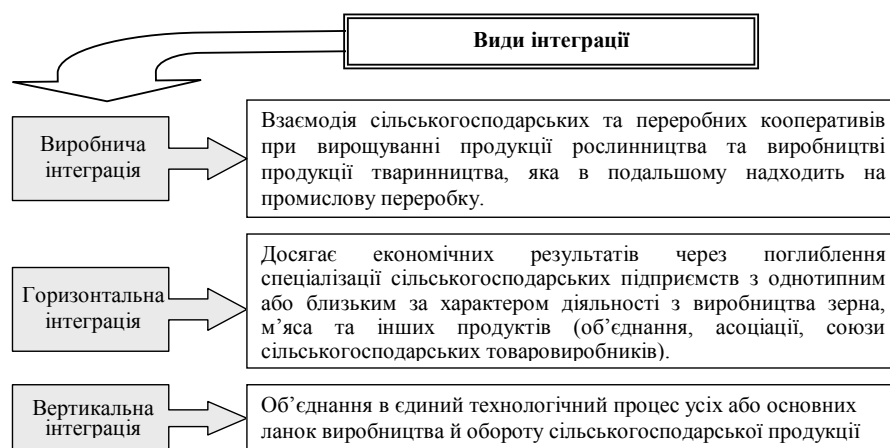 Види інтеграції
Виробнича
інтеграція
Взаємодія сільськогосподарських та переробних кооперативів
при вирощуванні продукції рослинництва та виробництві
продукції тваринництва, яка в подальшому надходить на
промислову переробку.
Горизонтальна
інтеграція
Досягає економічних результатів через поглиблення
спеціалізації сільськогосподарських підприємств з однотипним
або близьким за характером діяльності з виробництва зерна,
м’яса та інших продуктів (об’єднання, асоціації, союзи
сільськогосподарських товаровиробників).
Вертикальна
інтеграція
Об’єднання в єдиний технологічний процес усіх або основних
ланок виробництва й обороту сільськогосподарської продукції